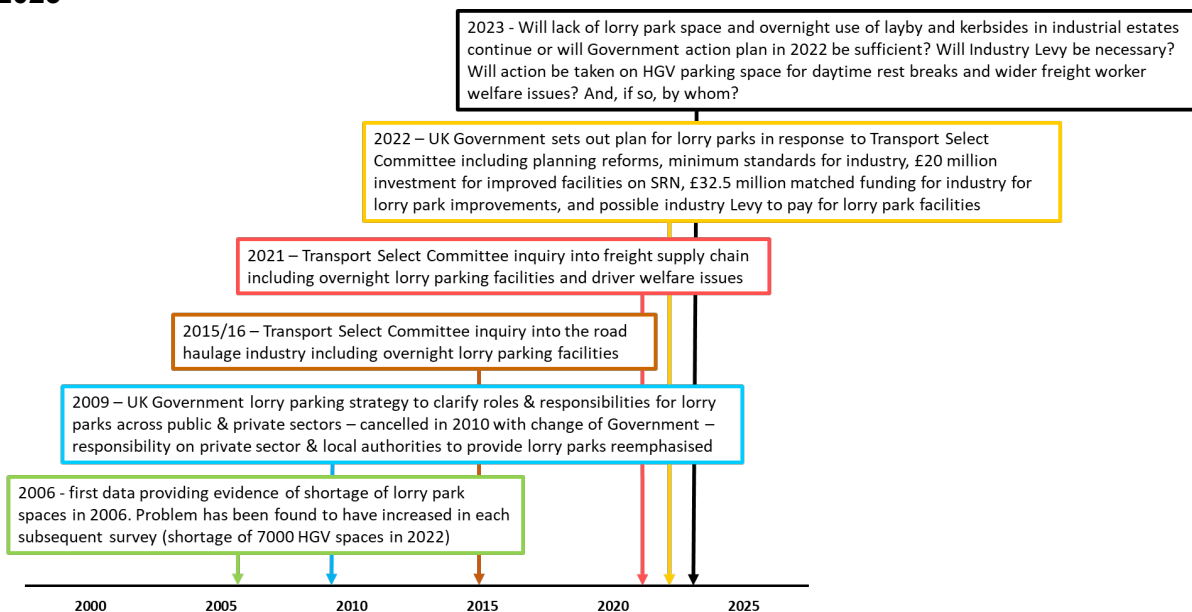 2023 - Will lack of lorry park space and overnight use of layby and kerbsides in industrial estates
continue or will Government action plan in 2022 be sufficient? Will Industry Levy be necessary?
Will action be taken on HGV parking space for daytime rest breaks and wider freight worker
welfare issues? And, if so, by whom?
2022 – UK Government sets out plan for lorry parks in response to Transport Select
Committee including planning reforms, minimum standards for industry, £20 million
investment for improved facilities on SRN, £32.5 million matched funding for industry for
lorry park improvements, and possible industry Levy to pay for lorry park facilities
2021 – Transport Select Committee inquiry into freight supply chain
including overnight lorry parking facilities and driver welfare issues
2015/16 – Transport Select Committee inquiry into the road
haulage industry including overnight lorry parking facilities
2009 – UK Government lorry parking strategy to clarify roles & responsibilities for lorry
parks across public & private sectors – cancelled in 2010 with change of Government –
responsibility on private sector & local authorities to provide lorry parks reemphasised
2006 - first data providing evidence of shortage of lorry park
spaces in 2006. Problem has been found to have increased in each
subsequent survey (shortage of 7000 HGV spaces in 2022)
2000 2005 2010 2015 2020 2025